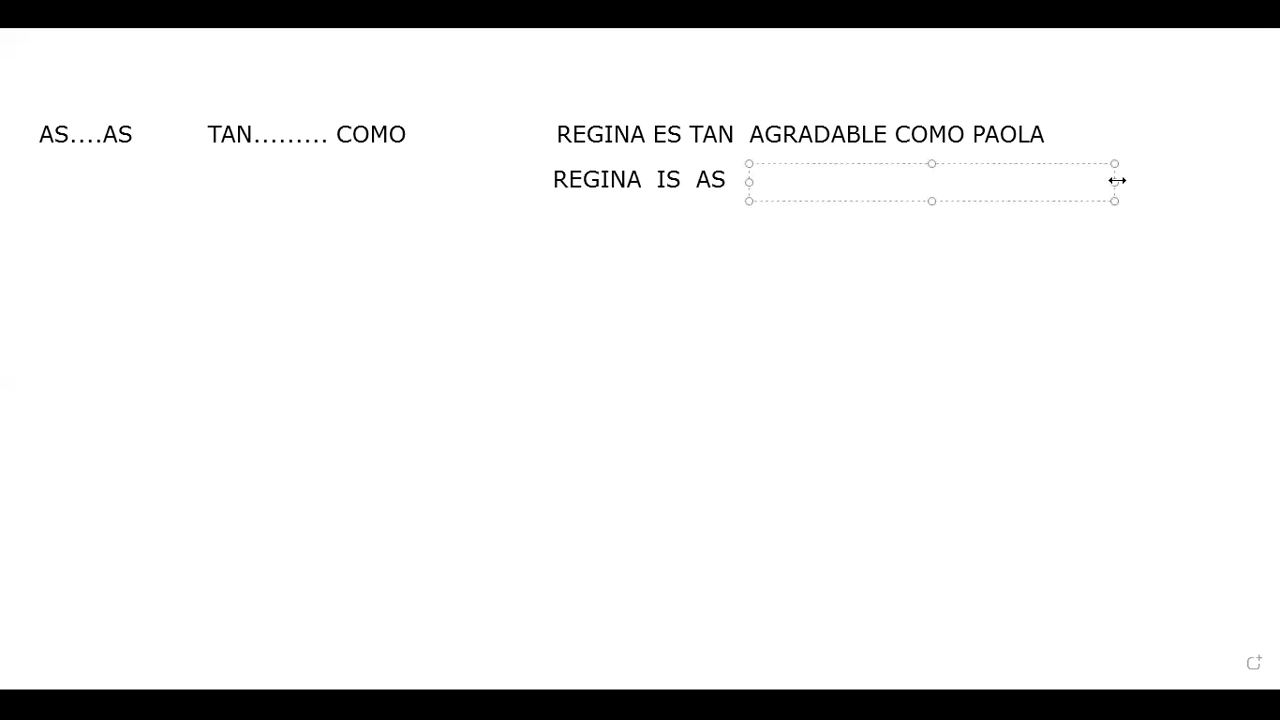 AS....AS TAN......... COMO REGINA ES TAN AGRADABLE COMO PAOLA
REGINA IS AS